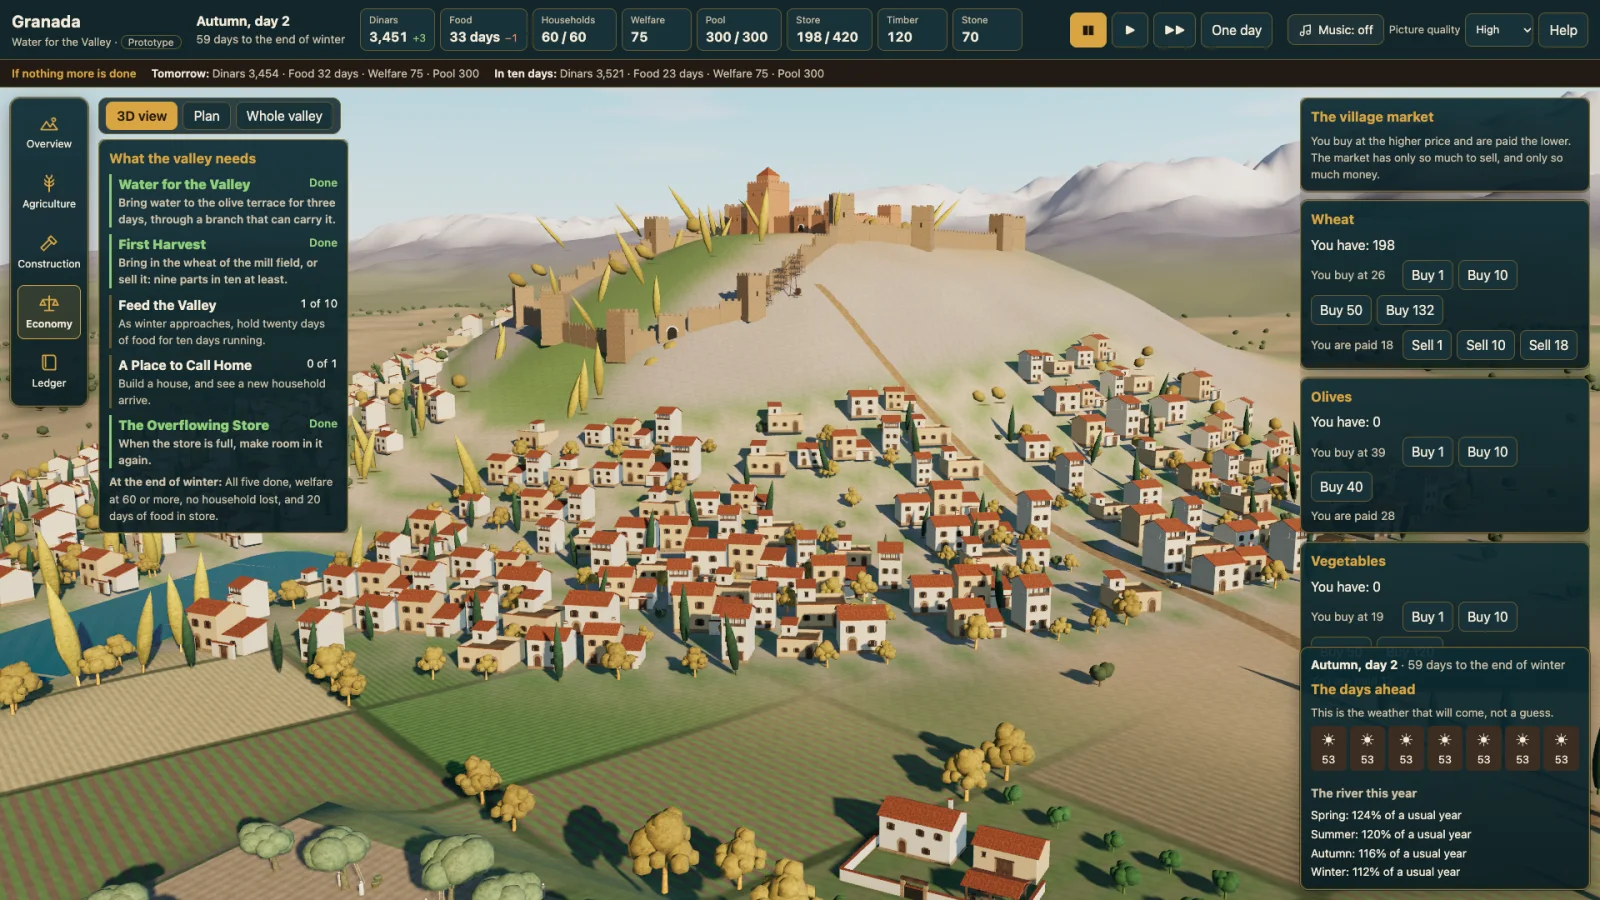 Granada
Water for the Valley · Prototype
Autumn, day 2
59 days to the end of winter
Dinars
3,451 +3
Food
33 days −1
Households
60 / 60
Welfare
75
Pool
300 / 300
Store
198 / 420
Timber
120
Stone
70
One day
Music: off
Picture quality
High
Help
If nothing more is done Tomorrow: Dinars 3,454 · Food 32 days · Welfare 75 · Pool 300 In ten days: Dinars 3,521 · Food 23 days · Welfare 75 · Pool 300
Overview
Agriculture
Construction
Economy
Ledger
3D view Plan Whole valley
What the valley needs
Water for the Valley Done
Bring water to the olive terrace for three
days, through a branch that can carry it.
First Harvest Done
Bring in the wheat of the mill field, or
sell it: nine parts in ten at least.
Feed the Valley 1 of 10
As winter approaches, hold twenty days
of food for ten days running.
A Place to Call Home 0 of 1
Build a house, and see a new household
arrive.
The Overflowing Store Done
When the store is full, make room in it
again.
At the end of winter: All five done, welfare
at 60 or more, no household lost, and 20
days of food in store.
The village market
You buy at the higher price and are paid the lower.
The market has only so much to sell, and only so
much money.
Wheat
You have: 198
You buy at 26 Buy 1 Buy 10
Buy 50 Buy 132
You are paid 18 Sell 1 Sell 10 Sell 18
Olives
You have: 0
You buy at 39 Buy 1 Buy 10
Buy 40
You are paid 28
Vegetables
You have: 0
You buy at 19 Buy 1 Buy 10
Autumn, day 2 · 59 days to the end of winter
The days ahead
This is the weather that will come, not a guess.
53 53 53 53 53 53 53
The river this year
Spring: 124% of a usual year
Summer: 120% of a usual year
Autumn: 116% of a usual year
Winter: 112% of a usual year